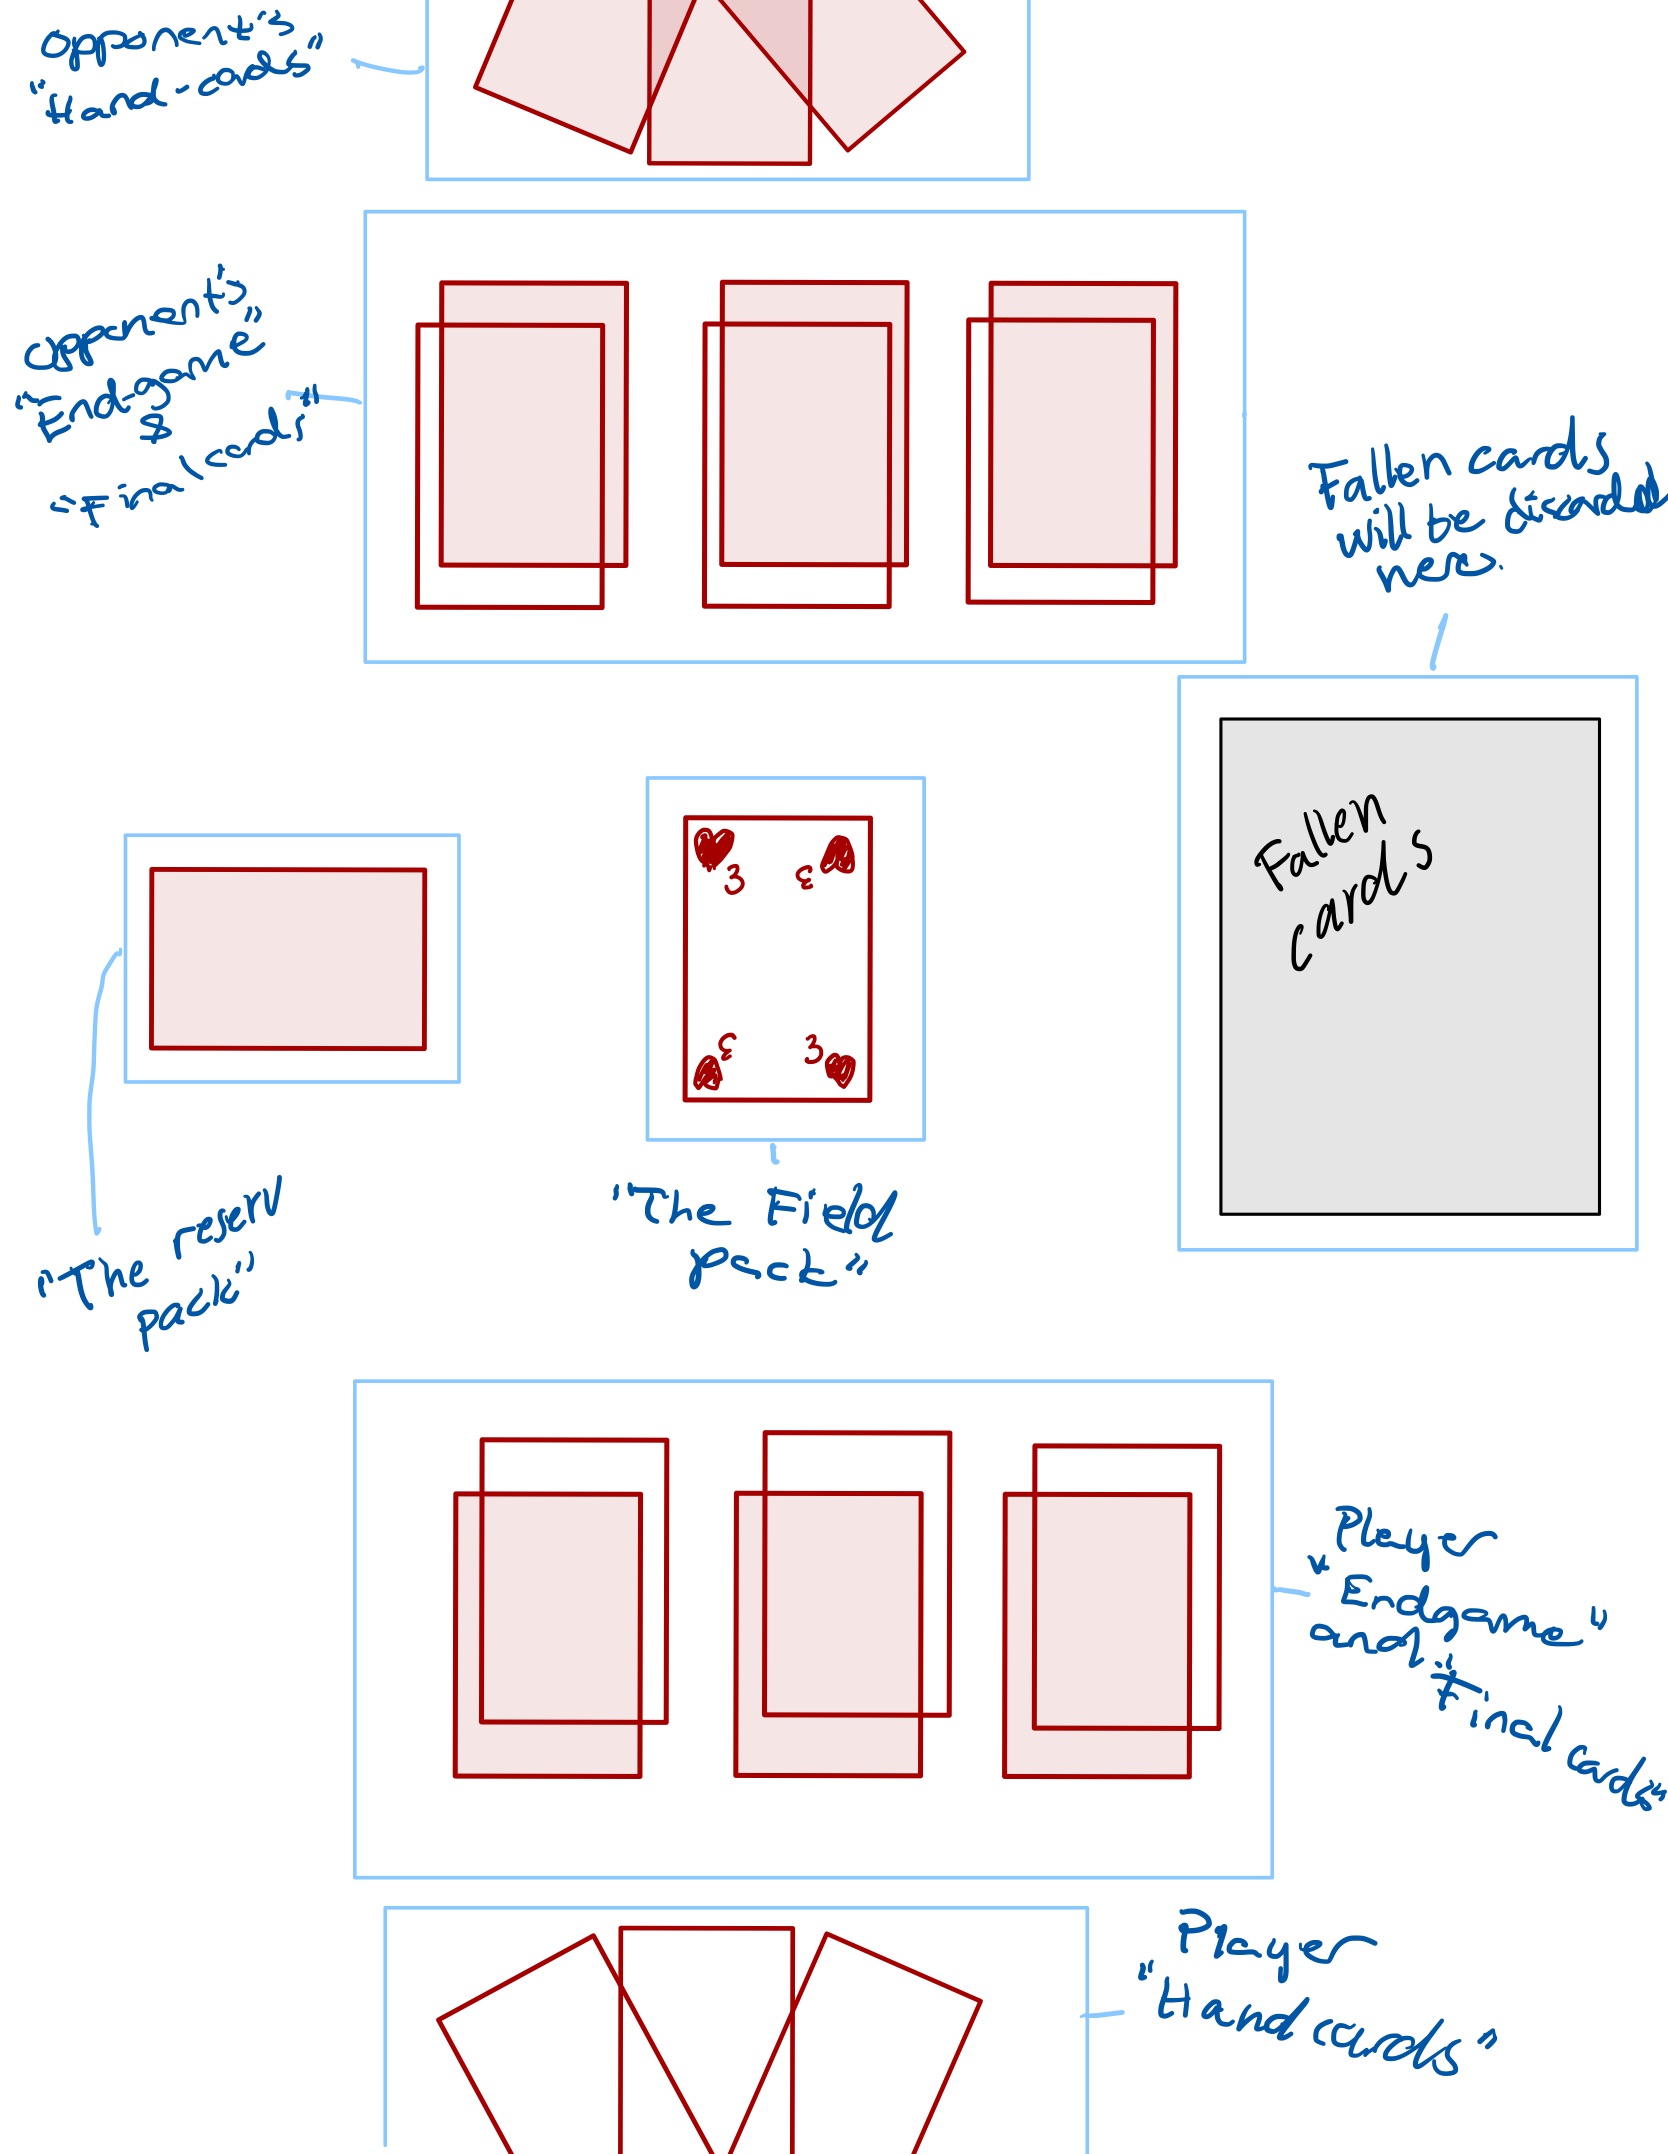 Opponent's
"Hand-cards"
Opponent's
"Endgame"
&
"Final cards"
Fallen cards
will be discarded
here.
Fallen
cards
3
3
3
3
"The Field
pack"
"The reserv
pack"
Player
"Endgame"
and
"Final cards"
Player
"Hand cards"